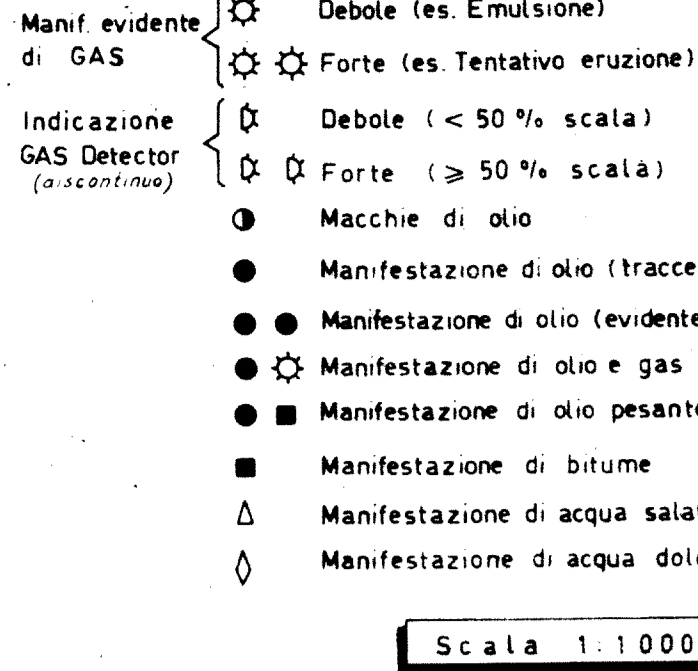 Manif. evidente
di GAS
Debole (es. Emulsione)
Forte (es. Tentativo eruzione)
Indicazione
GAS Detector
(discontinuo)
Debole (< 50 % scala)
Forte (⩾ 50 % scala)
Macchie di olio
Manifestazione di olio (tracce
Manifestazione di olio (evidente
Manifestazione di olio e gas
Manifestazione di olio pesante
Manifestazione di bitume
Manifestazione di acqua sala
Manifestazione di acqua dol
Scala 1:1000